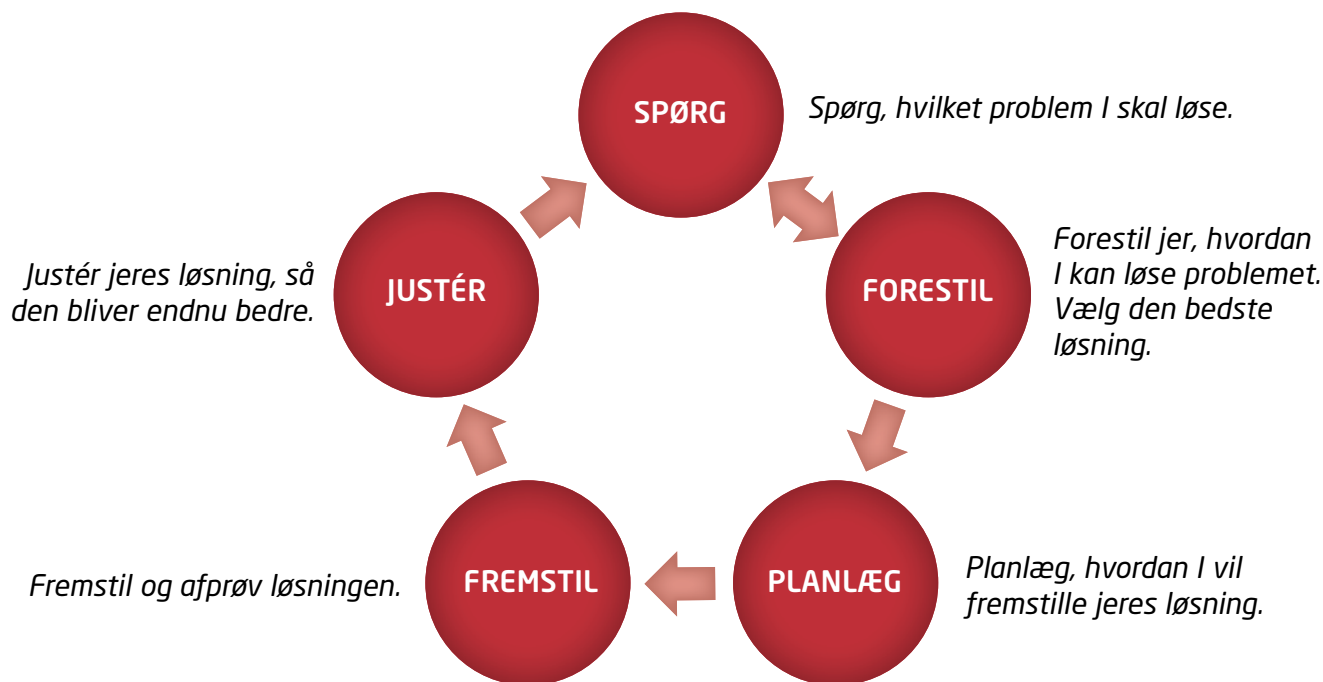 SPØRG
Spørg, hvilket problem I skal løse.
FORESTIL
Forestil jer, hvordan
I kan løse problemet.
Vælg den bedste
løsning.
PLANLÆG
Planlæg, hvordan I vil
fremstille jeres løsning.
FREMSTIL
Fremstil og afprøv løsningen.
JUSTÉR
Justér jeres løsning, så
den bliver endnu bedre.